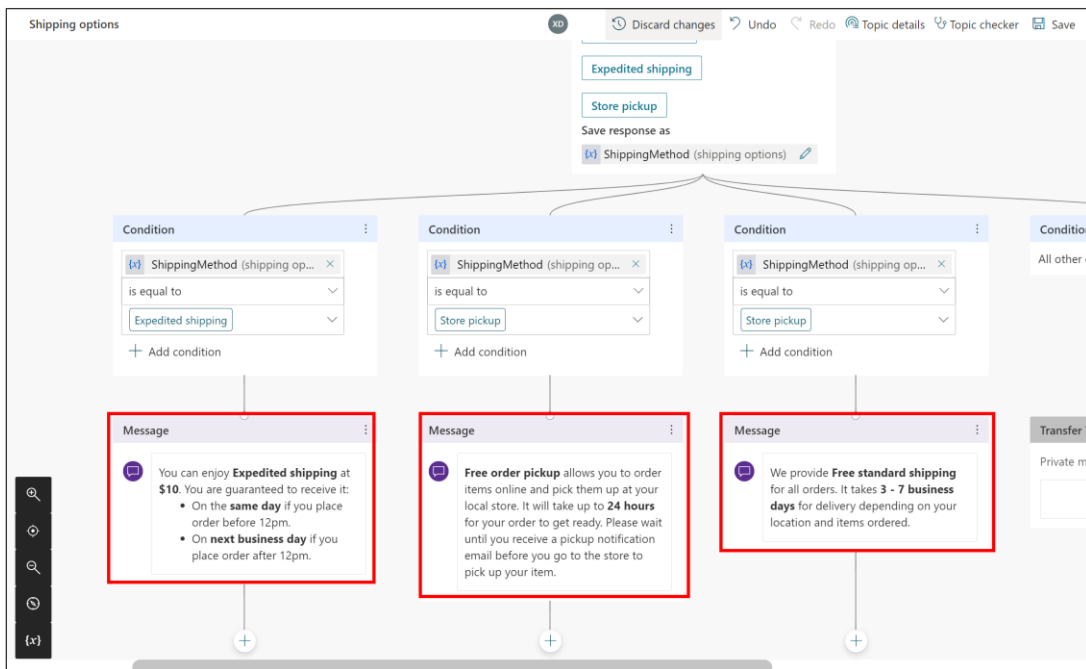 Shipping options
XD
Discard changes
Undo
Redo
Topic details
Topic checker
Save
Expedited shipping
Store pickup
Save response as
{x} ShippingMethod (shipping options)
Condition
{x} ShippingMethod (shipping op...
is equal to
Expedited shipping
Add condition
Condition
{x} ShippingMethod (shipping op...
is equal to
Store pickup
Add condition
Condition
{x} ShippingMethod (shipping op...
is equal to
Store pickup
Add condition
Condition
All other
Message
You can enjoy Expedited shipping at
$10. You are guaranteed to receive it:
• On the same day if you place
order before 12pm.
• On next business day if you
place order after 12pm.
Message
Free order pickup allows you to order
items online and pick them up at your
local store. It will take up to 24 hours
for your order to get ready. Please wait
until you receive a pickup notification
email before you go to the store to
pick up your item.
Message
We provide Free standard shipping
for all orders. It takes 3 - 7 business
days for delivery depending on your
location and items ordered.
Transfer
Private m
{x}